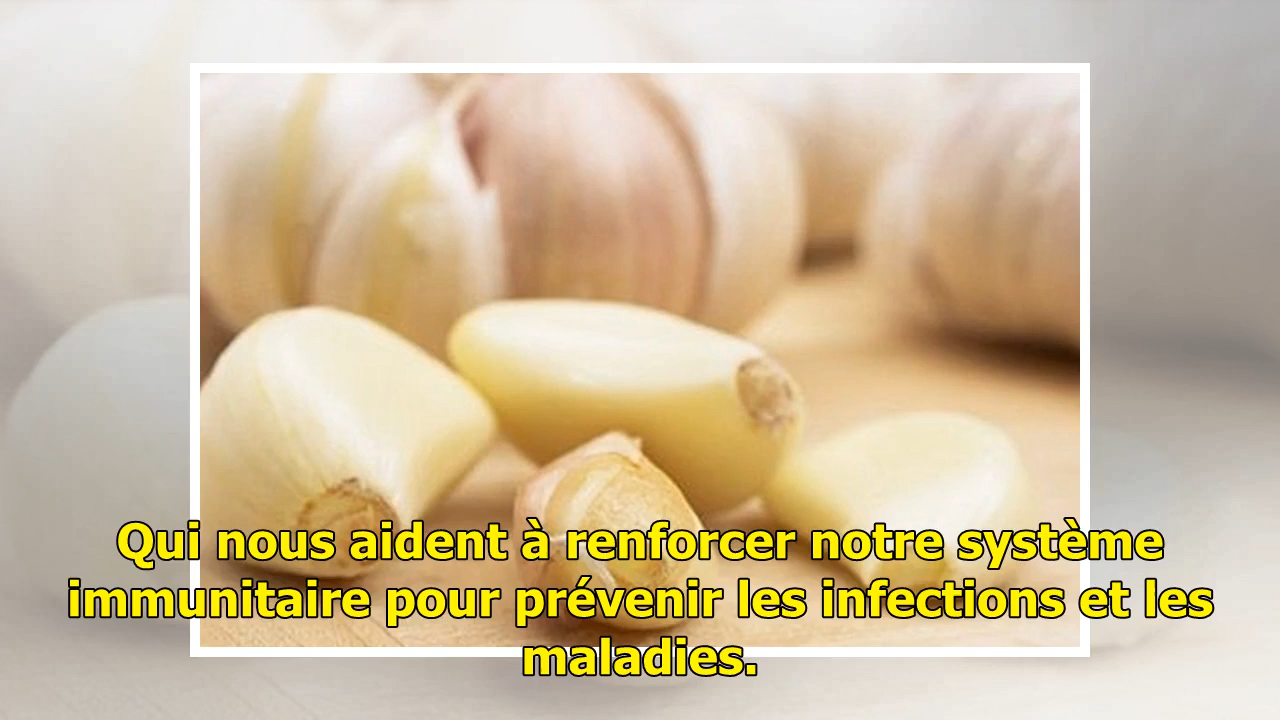 Qui nous aident à renforcer notre système
immunitaire pour prévenir les infections et les
maladies.